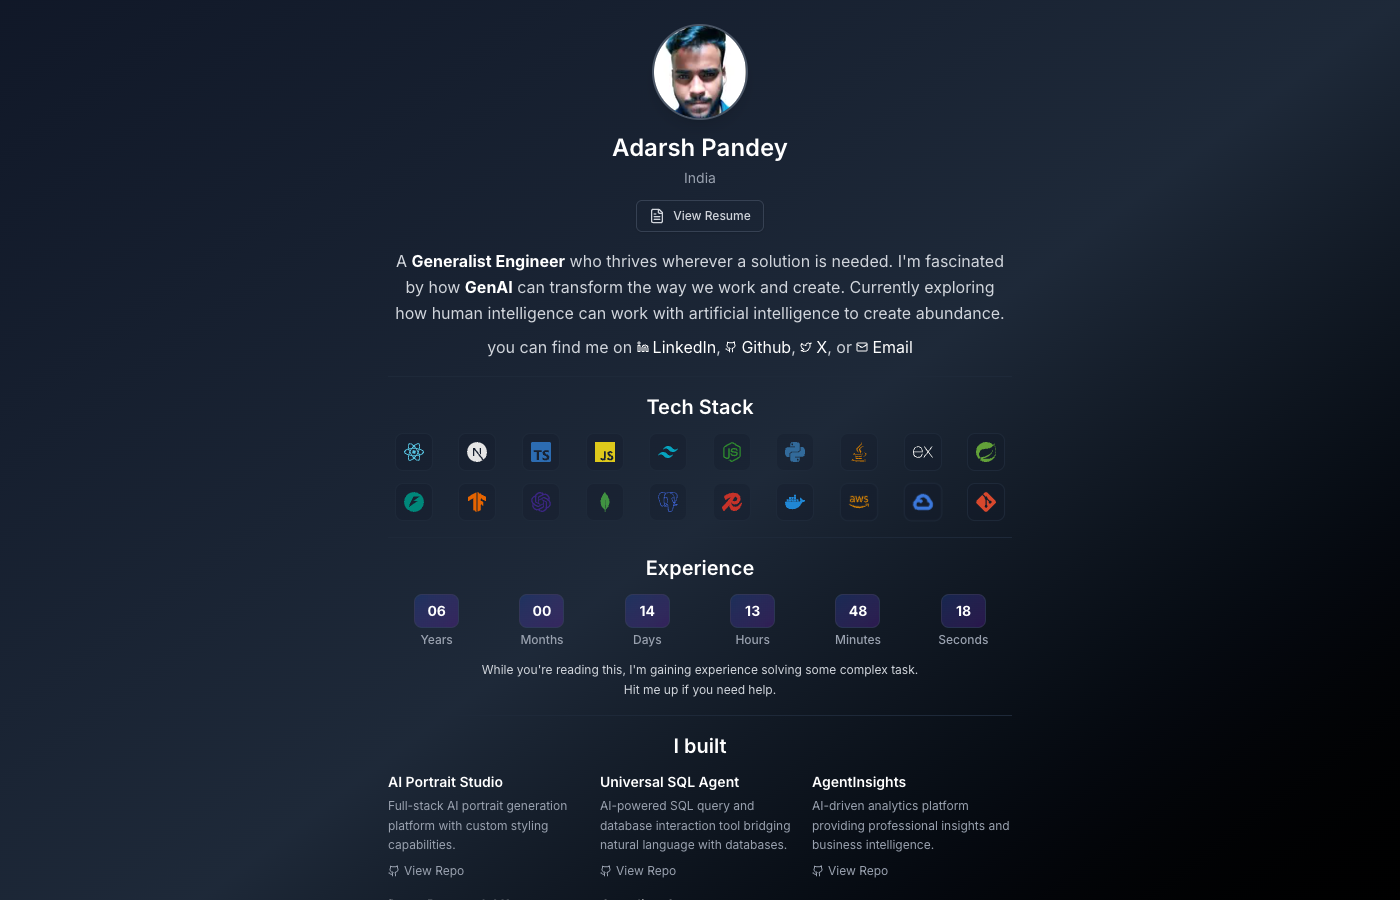 Adarsh Pandey
India
View Resume
A Generalist Engineer who thrives wherever a solution is needed. I'm fascinated
by how GenAI can transform the way we work and create. Currently exploring
how human intelligence can work with artificial intelligence to create abundance.
you can find me on LinkedIn, Github, X, or Email
Tech Stack
N TS JS JS ex
aws
Experience
06 00 14 13 48 18
Years Months Days Hours Minutes Seconds
While you're reading this, I'm gaining experience solving some complex task.
Hit me up if you need help.
I built
AI Portrait Studio Universal SQL Agent AgentInsights
Full-stack AI portrait generation AI-powered SQL query and AI-driven analytics platform
platform with custom styling database interaction tool bridging providing professional insights and
capabilities. natural language with databases. business intelligence.
View Repo View Repo View Repo